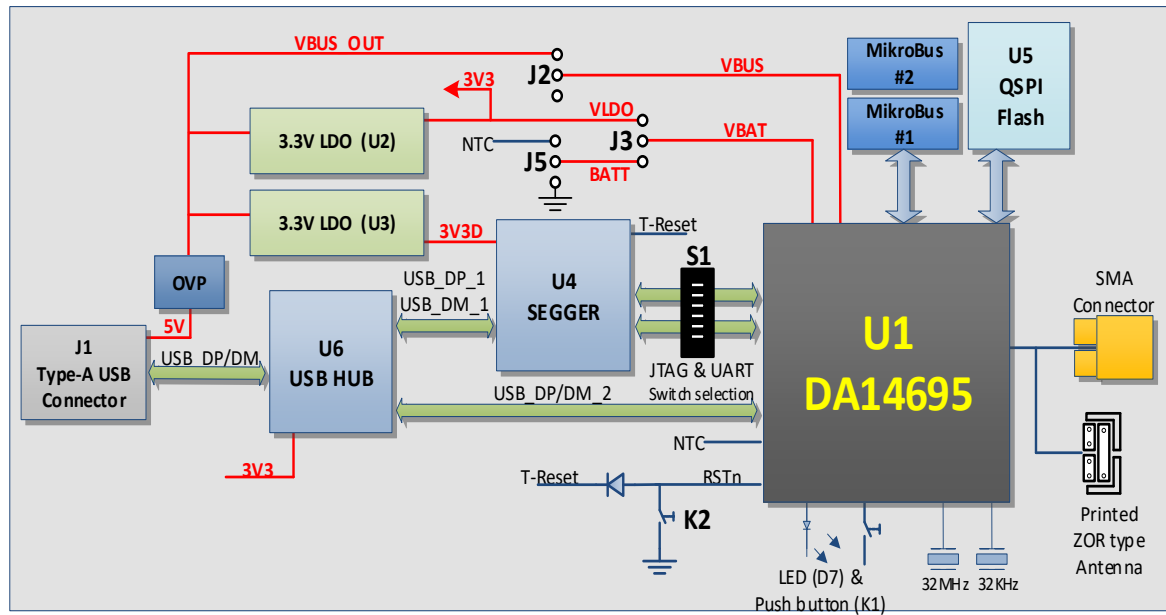 VBUS_OUT
J2
VBUS
3V3
VLDO
3.3V LDO (U2)
NTC
J5
J3
BATT
VBAT
MikroBus
#2
MikroBus
#1
U5
QSPI
Flash
3.3V LDO (U3)
3V3D
T-Reset
OVP
5V
USB_DP_1
USB_DM_1
U4
SEGGER
S1
JTAG & UART
Switch selection
U1
DA14695
SMA
Connector
J1
Type-A USB
Connector
USB_DP/DM
U6
USB HUB
USB_DP/DM_2
3V3
NTC
T-Reset
RSTn
K2
LED (D7) &
Push button (K1)
32MHz
32KHz
Printed
ZOR type
Antenna